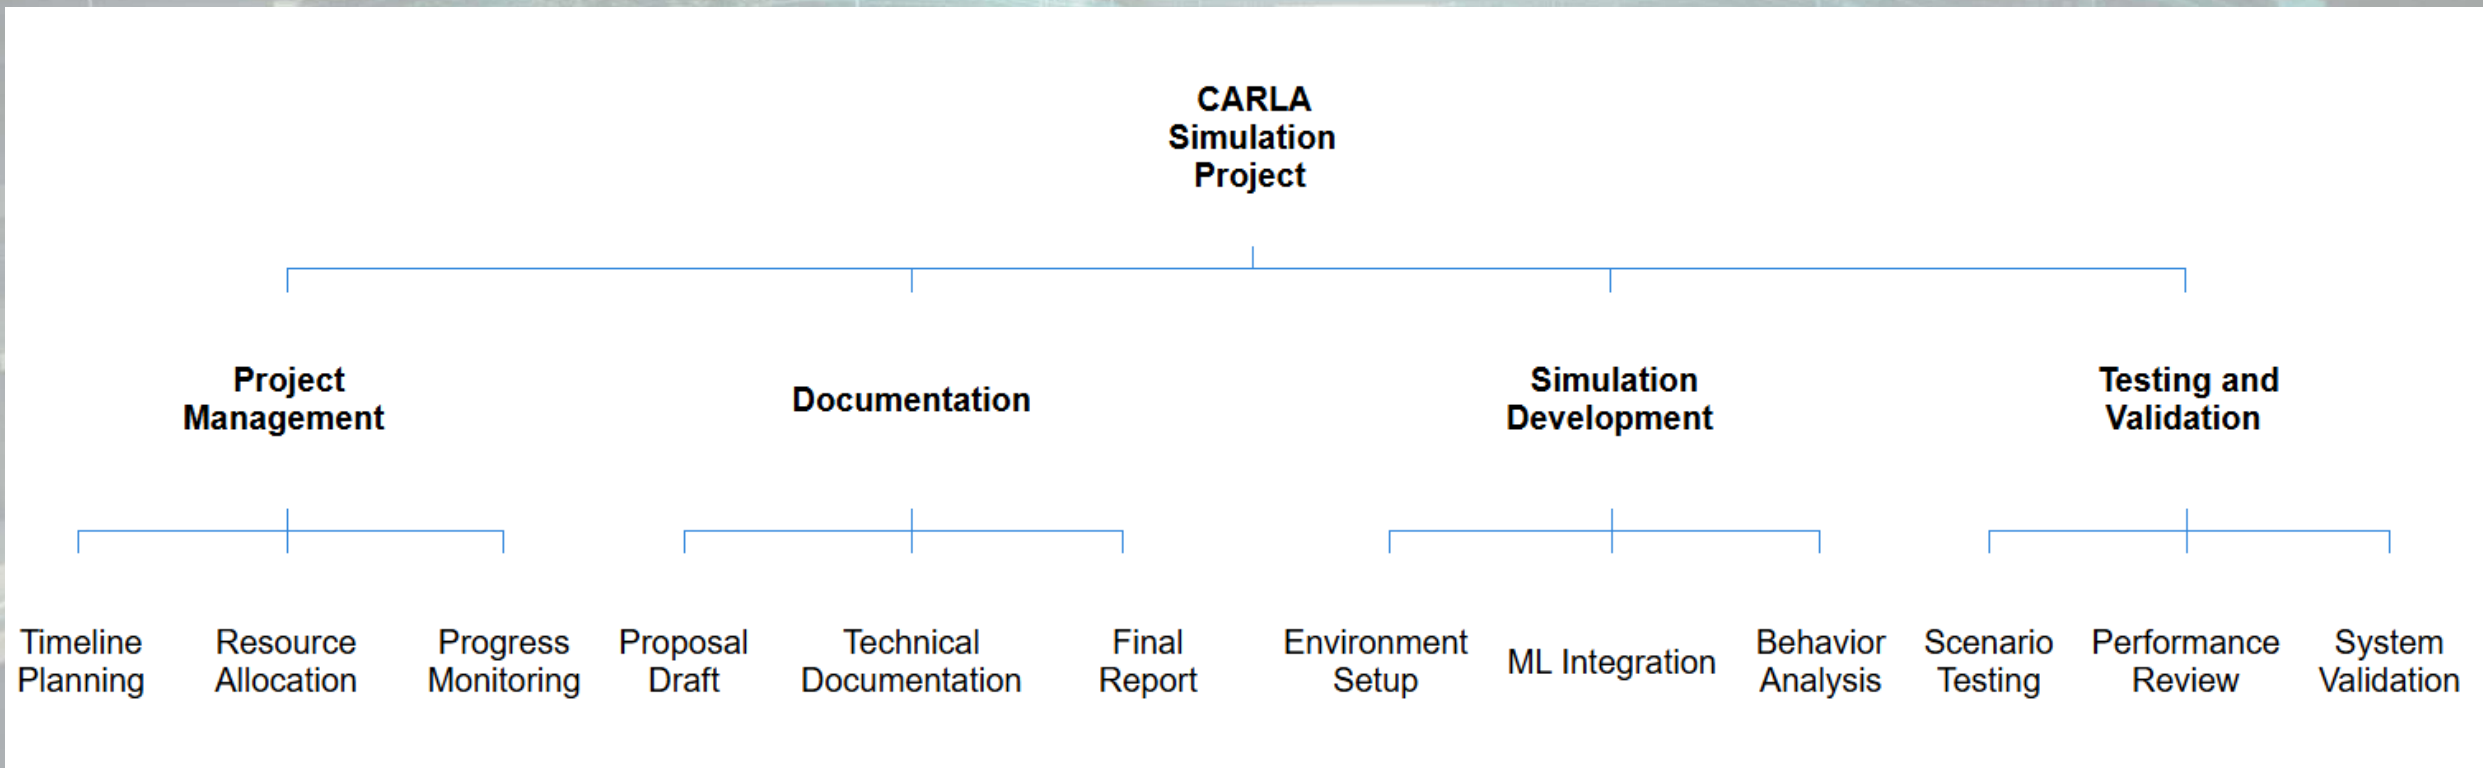 CARLA
Simulation
Project
Project
Management
Documentation
Simulation
Development
Testing and
Validation
Timeline
Planning
Resource
Allocation
Progress
Monitoring
Proposal
Draft
Technical
Documentation
Final
Report
Environment
Setup
ML Integration
Behavior
Analysis
Scenario
Testing
Performance
Review
System
Validation